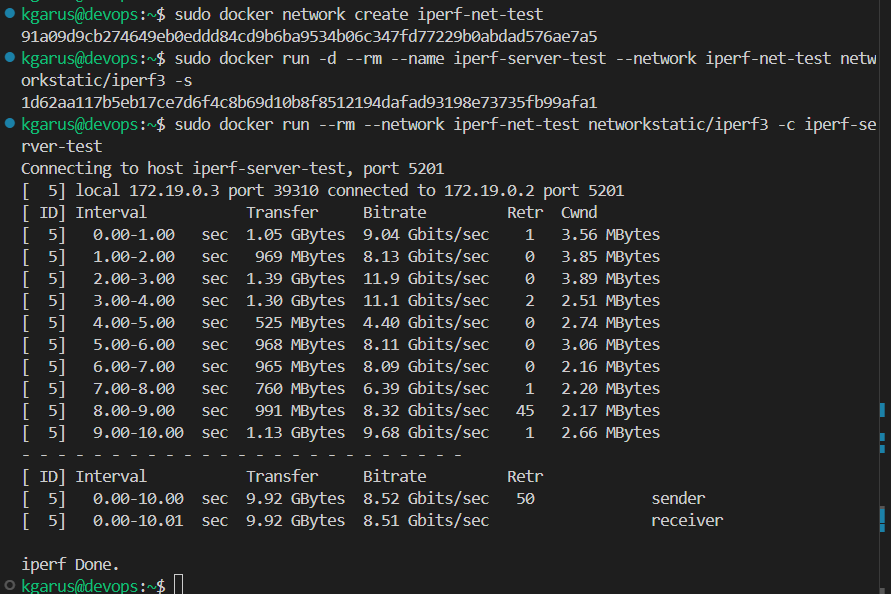 kgarus@devops:~$ sudo docker network create iperf-net-test
91a09d9cb274649eb0eddd84cd9b6ba9534b06c347fd77229b0abdad576ae7a5
kgarus@devops:~$ sudo docker run -d --rm --name iperf-server-test --network iperf-net-test netw
orkstatic/iperf3 -s
1d62aa117b5eb17ce7d6f4c8b69d10b8f8512194dafad93198e73735fb99afa1
kgarus@devops:~$ sudo docker run --rm --network iperf-net-test networkstatic/iperf3 -c iperf-se
rver-test
Connecting to host iperf-server-test, port 5201
[  5] local 172.19.0.3 port 39310 connected to 172.19.0.2 port 5201
[ ID] Interval           Transfer     Bitrate         Retr  Cwnd
[  5]   0.00-1.00   sec  1.05 GBytes  9.04 Gbits/sec    1   3.56 MBytes
[  5]   1.00-2.00   sec   969 MBytes  8.13 Gbits/sec    0   3.85 MBytes
[  5]   2.00-3.00   sec  1.39 GBytes  11.9 Gbits/sec    0   3.89 MBytes
[  5]   3.00-4.00   sec  1.30 GBytes  11.1 Gbits/sec    2   2.51 MBytes
[  5]   4.00-5.00   sec   525 MBytes  4.40 Gbits/sec    0   2.74 MBytes
[  5]   5.00-6.00   sec   968 MBytes  8.11 Gbits/sec    0   3.06 MBytes
[  5]   6.00-7.00   sec   965 MBytes  8.09 Gbits/sec    0   2.16 MBytes
[  5]   7.00-8.00   sec   760 MBytes  6.39 Gbits/sec    1   2.20 MBytes
[  5]   8.00-9.00   sec   991 MBytes  8.32 Gbits/sec   45   2.17 MBytes
[  5]   9.00-10.00  sec  1.13 GBytes  9.68 Gbits/sec    1   2.66 MBytes
- - - - - - - - - - - - - - - - - - - - - - - - -
[ ID] Interval           Transfer     Bitrate         Retr
[  5]   0.00-10.00  sec  9.92 GBytes  8.52 Gbits/sec   50             sender
[  5]   0.00-10.01  sec  9.92 GBytes  8.51 Gbits/sec                  receiver

iperf Done.
kgarus@devops:~$